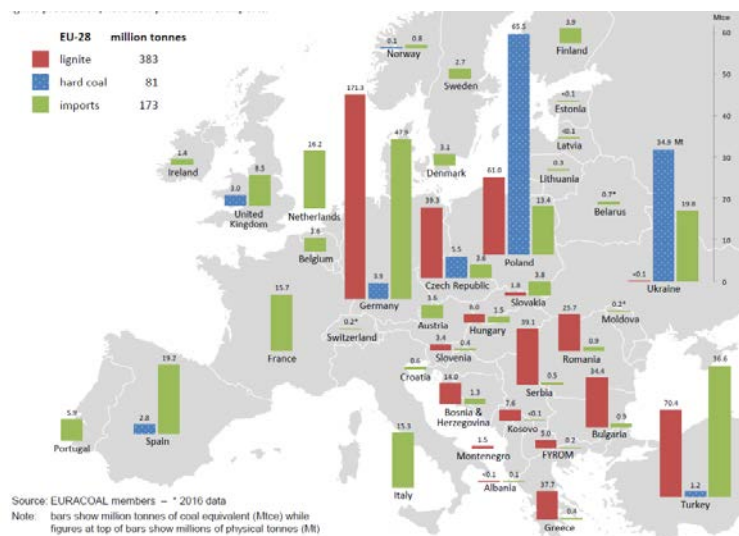 EU-28 million tonnes
lignite 383
hard coal 81
imports 173
Mtce
60
50
40
30
20
10
0
0.1 0.8
Norway
2.7
Sweden
3.9
Finland
<0.1
Estonia
<0.1
Latvia
0.3
Lithuania
0.7*
Belarus
1.4
Ireland
3.0 8.5
United
Kingdom
16.2
Netherlands
3.6
Belgium
171.3 3.9 47.9
Germany
3.1
Denmark
61.0 65.5 13.4
Poland
39.3 5.5 3.6
Czech Republic
<0.1 34.9 Mt 19.8
Ukraine
1.8 3.8
Slovakia
3.6
Austria
0.2*
Switzerland
8.0 1.5
Hungary
0.2*
Moldova
15.7
France
3.4 0.4
Slovenia
0.6
Croatia
39.1 0.5
Serbia
25.7 0.9
Romania
14.0 1.3
Bosnia &
Herzegovina
7.6 <0.1
Kosovo
34.4 0.9
Bulgaria
5.9
Portugal
2.8 19.2
Spain
15.3
Italy
1.5
Montenegro
5.0 0.2
FYROM
<0.1 0.1
Albania
37.7 0.4
Greece
70.4 1.2 36.6
Turkey
Source: EURACOAL members – * 2016 data
Note: bars show million tonnes of coal equivalent (Mtce) while
figures at top of bars show millions of physical tonnes (Mt)